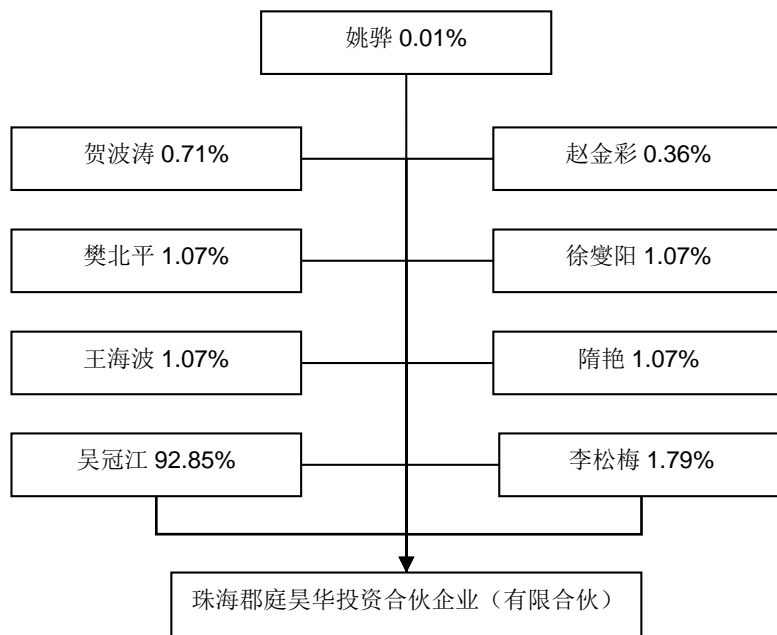 姚骅 0.01%
贺波涛 0.71%
赵金彩 0.36%
樊北平 1.07%
徐燮阳 1.07%
王海波 1.07%
隋艳 1.07%
吴冠江 92.85%
李松梅 1.79%
珠海郡庭昊华投资合伙企业（有限合伙）